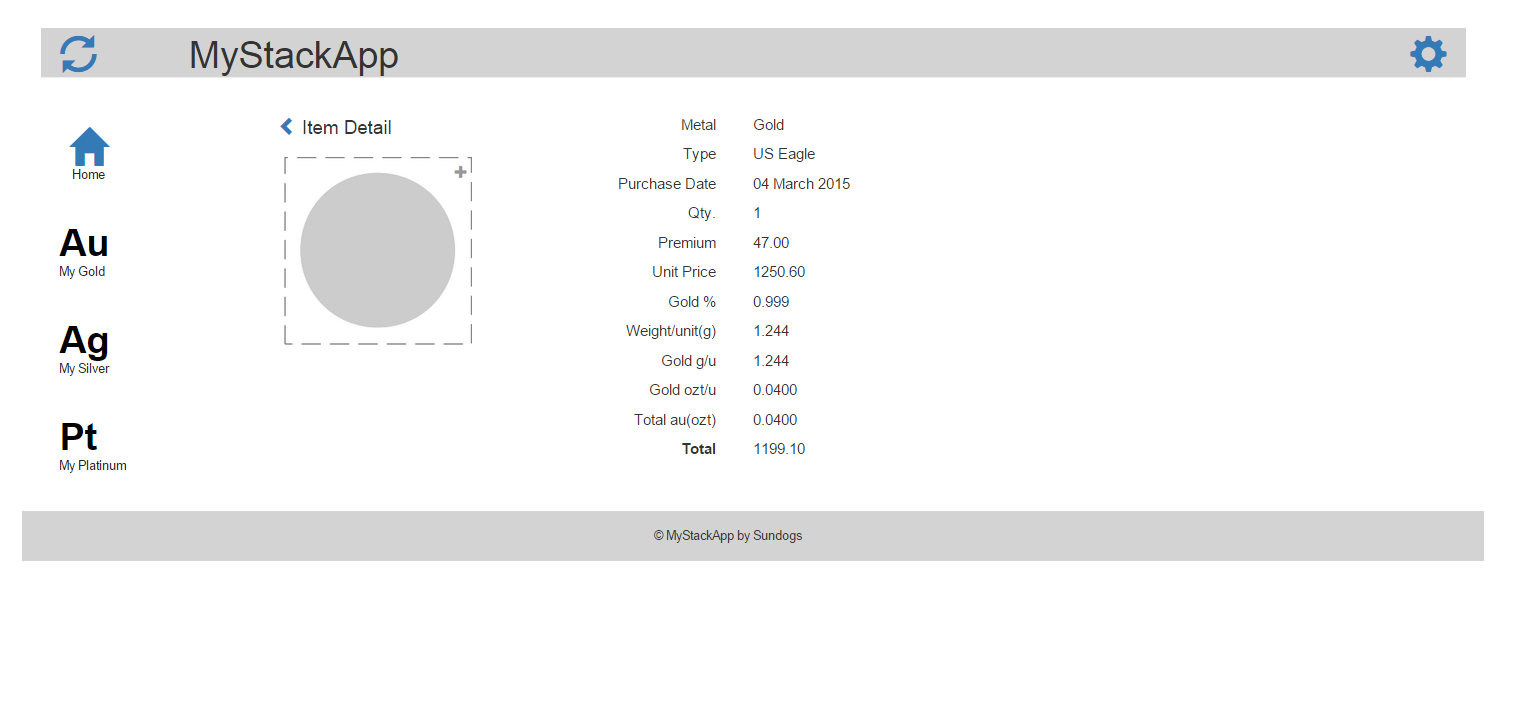 MyStackApp
Home
Au
My Gold
Ag
My Silver
Pt
My Platinum
Item Detail
Metal Gold
Type US Eagle
Purchase Date 04 March 2015
Qty. 1
Premium 47.00
Unit Price 1250.60
Gold % 0.999
Weight/unit(g) 1.244
Gold g/u 1.244
Gold ozt/u 0.0400
Total au(ozt) 0.0400
Total 1199.10
© MyStackApp by Sundogs